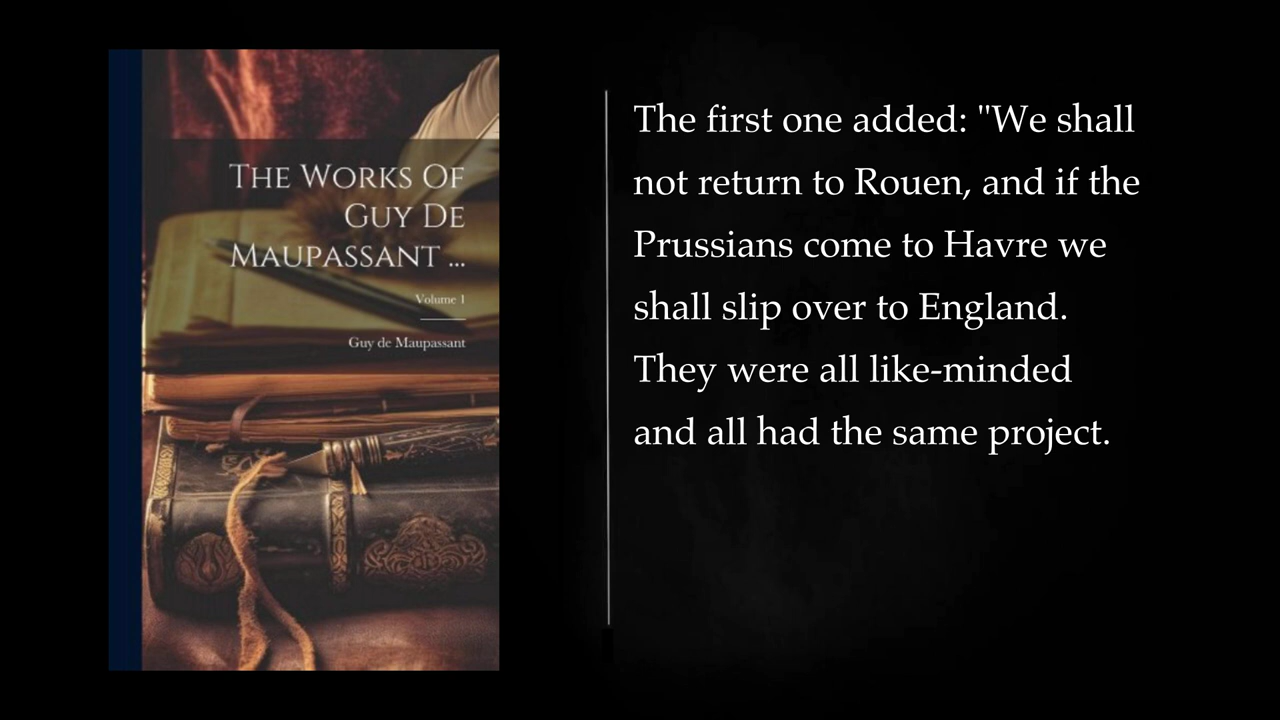 THE WORKS OF
GUY DE
MAUPASSANT ...
Volume 1
Guy de Maupassant
The first one added: "We shall
not return to Rouen, and if the
Prussians come to Havre we
shall slip over to England.
They were all like-minded
and all had the same project.